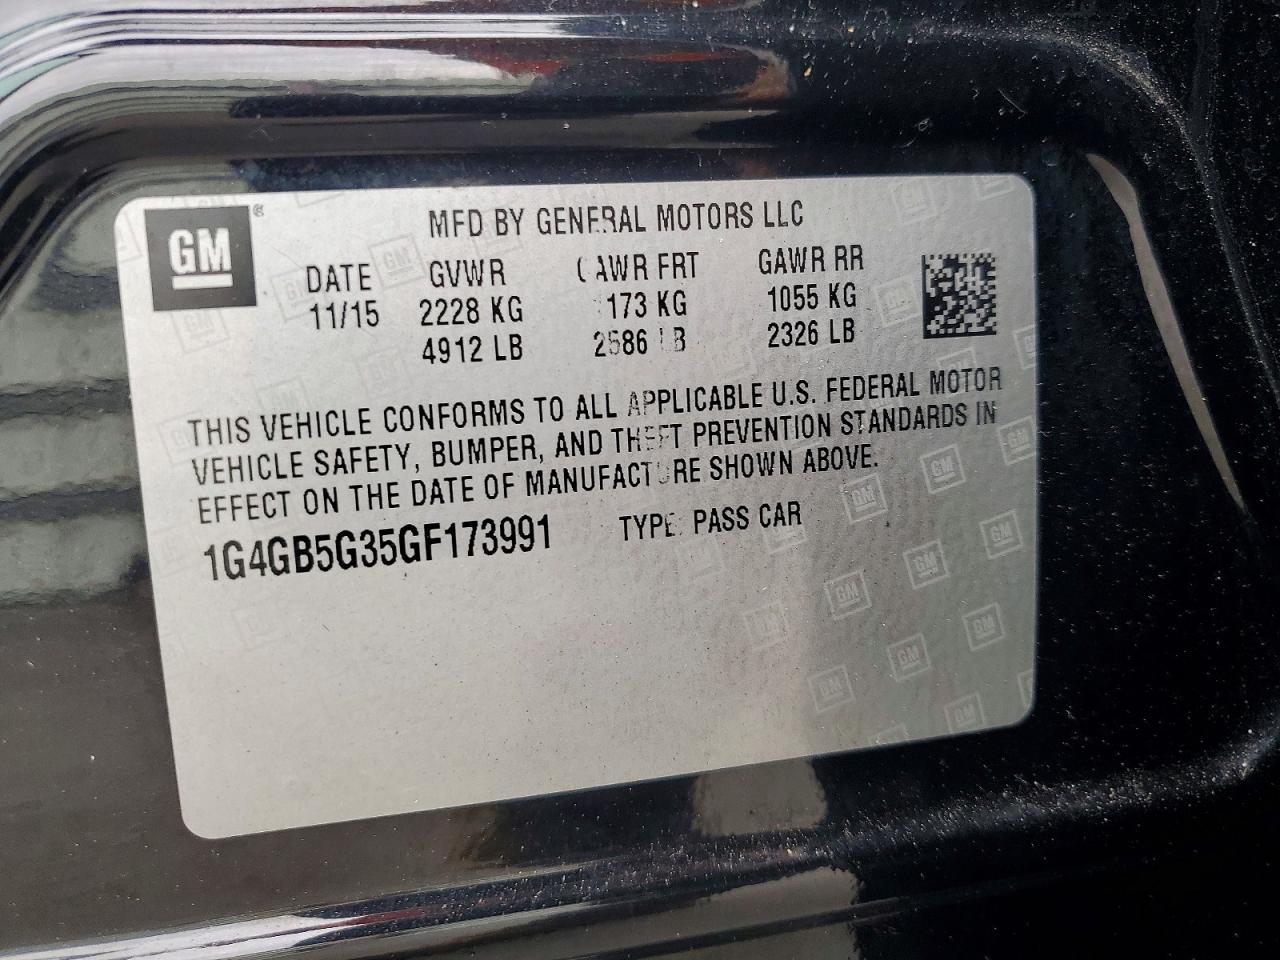 GM
MFD BY GENERAL MOTORS LLC
DATE GVWR GAWR FRT GAWR RR
11/15 2228 KG 173 KG 1055 KG
4912 LB 2586 LB 2326 LB
THIS VEHICLE CONFORMS TO ALL APPLICABLE U.S. FEDERAL MOTOR
VEHICLE SAFETY, BUMPER, AND THEFT PREVENTION STANDARDS IN
EFFECT ON THE DATE OF MANUFACTURE SHOWN ABOVE.
1G4GB5G35GF173991 TYPE: PASS CAR